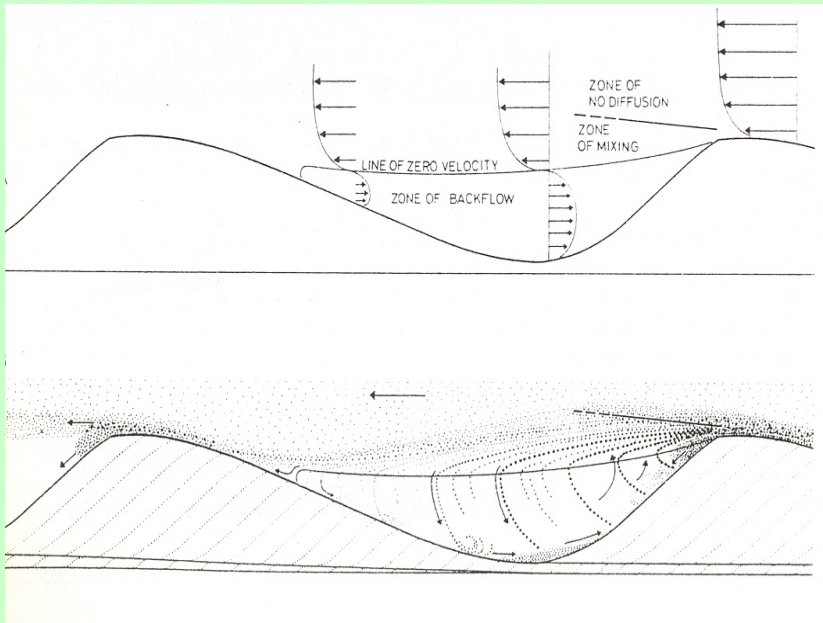 ZONE OF
NO DIFFUSION
ZONE
OF MIXING
LINE OF ZERO VELOCITY
ZONE OF BACKFLOW